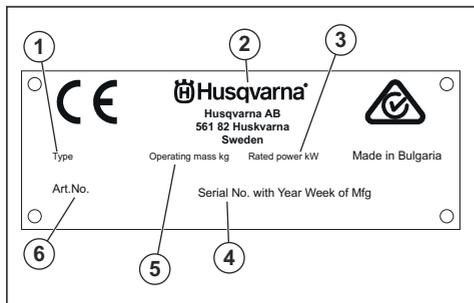 1
2
3
CE
Husqvarna®
Husqvarna AB
561 82 Huskvarna
Sweden
Type
Operating mass kg
Rated power kW
Made in Bulgaria
Art.No.
Serial No. with Year Week of Mfg
6
5
4